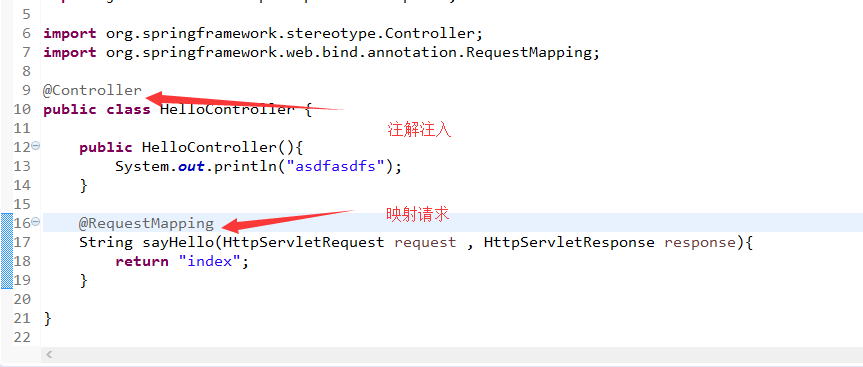 5
6 import org.springframework.stereotype.Controller;
7 import org.springframework.web.bind.annotation.RequestMapping;
8
9 @Controller
10 public class HelloController {
11
注解注入
12 public HelloController(){
13 System.out.println("asdfasdfs");
14 }
15
映射请求
16 @RequestMapping
17 String sayHello(HttpServletRequest request , HttpServletResponse response){
18 return "index";
19 }
20
21 }
22